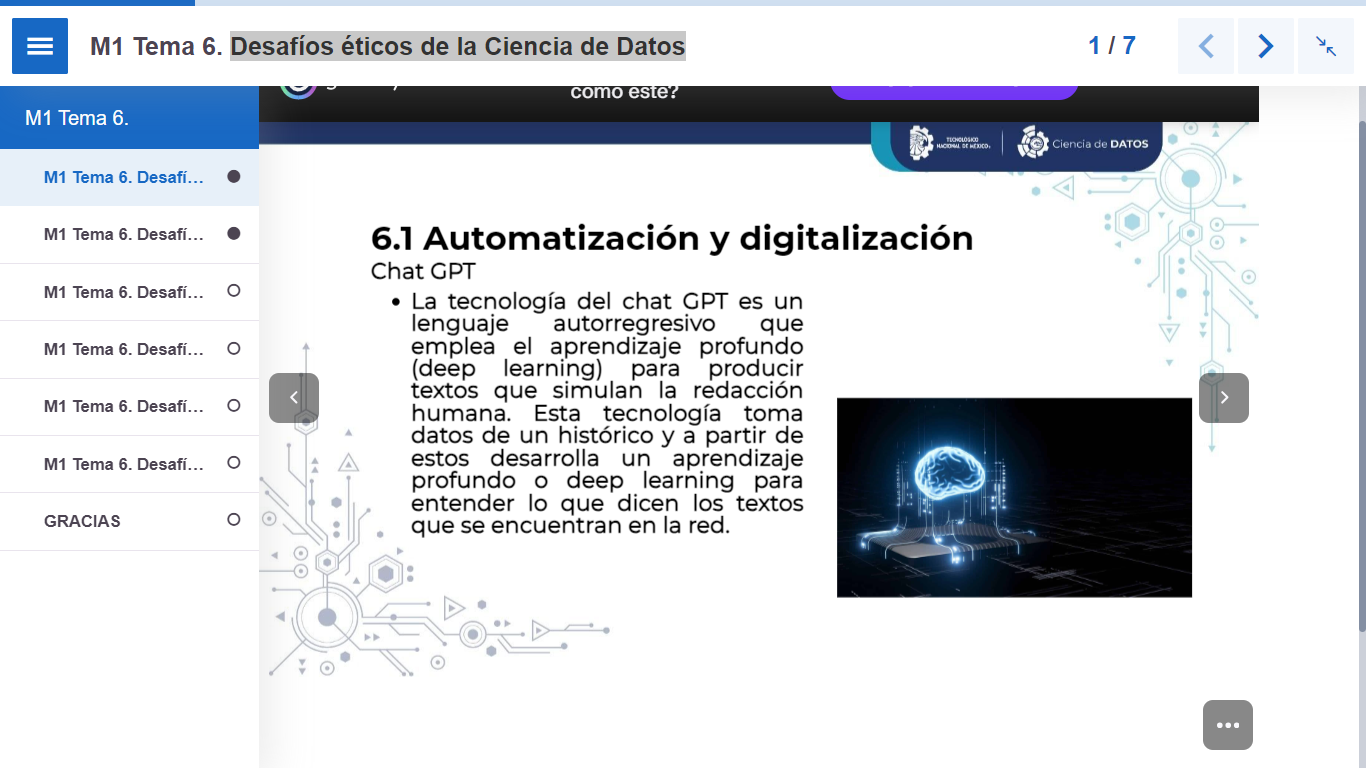 M1 Tema 6. Desafíos éticos de la Ciencia de Datos
1 / 7
M1 Tema 6.
M1 Tema 6. Desafí...
M1 Tema 6. Desafí...
M1 Tema 6. Desafí...
M1 Tema 6. Desafí...
M1 Tema 6. Desafí...
M1 Tema 6. Desafí...
GRACIAS
como este?
TECNOLÓGICO
NACIONAL DE MÉXICO
Ciencia de DATOS
6.1 Automatización y digitalización
Chat GPT
• La tecnología del chat GPT es un
lenguaje autorregresivo que
emplea el aprendizaje profundo
(deep learning) para producir
textos que simulan la redacción
humana. Esta tecnología toma
datos de un histórico y a partir de
estos desarrolla un aprendizaje
profundo o deep learning para
entender lo que dicen los textos
que se encuentran en la red.